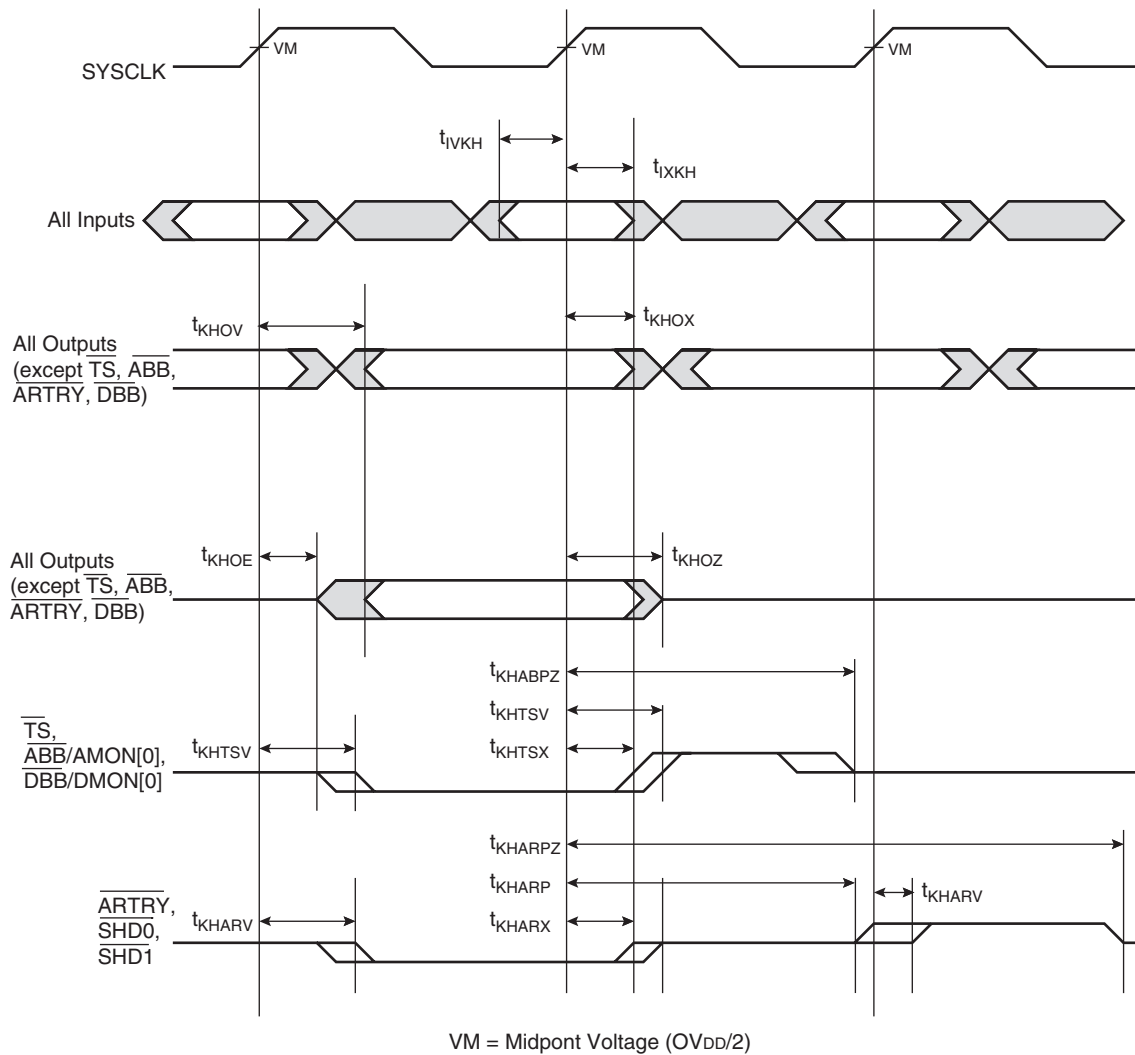 VM
VM
VM
SYSCLK
tIVKH
tIXKH
All Inputs
tKHOV
tKHOX
All Outputs
(except TS, ABB,
ARTRY, DBB)
tKHOE
tKHOZ
All Outputs
(except TS, ABB,
ARTRY, DBB)
tKHABPZ
tKHTSV
tKHTSV
tKHTSX
TS,
ABB/AMON[0],
DBB/DMON[0]
tKHARPZ
tKHARP
tKHARV
tKHARV
tKHARX
ARTRY,
SHD0,
SHD1
VM = Midpont Voltage (OVDD/2)